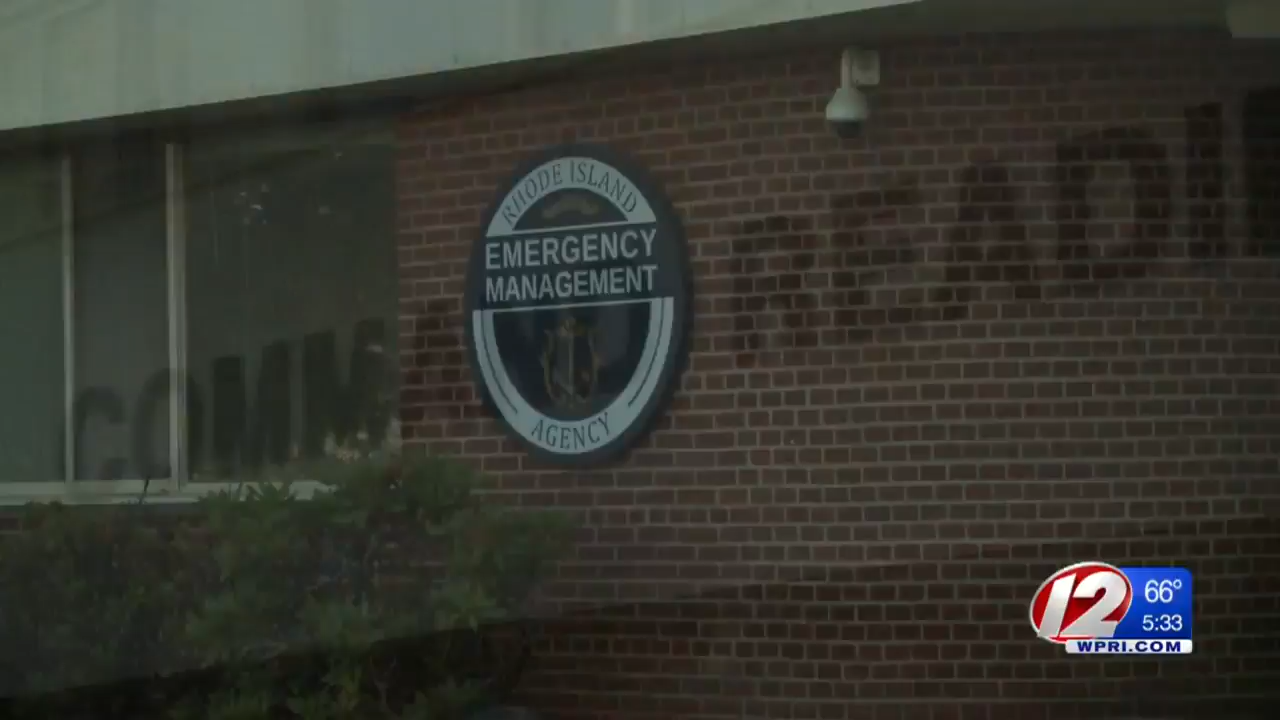 RHODE ISLAND
EMERGENCY
MANAGEMENT
AGENCY
12
66°
5:33
WPRI.COM